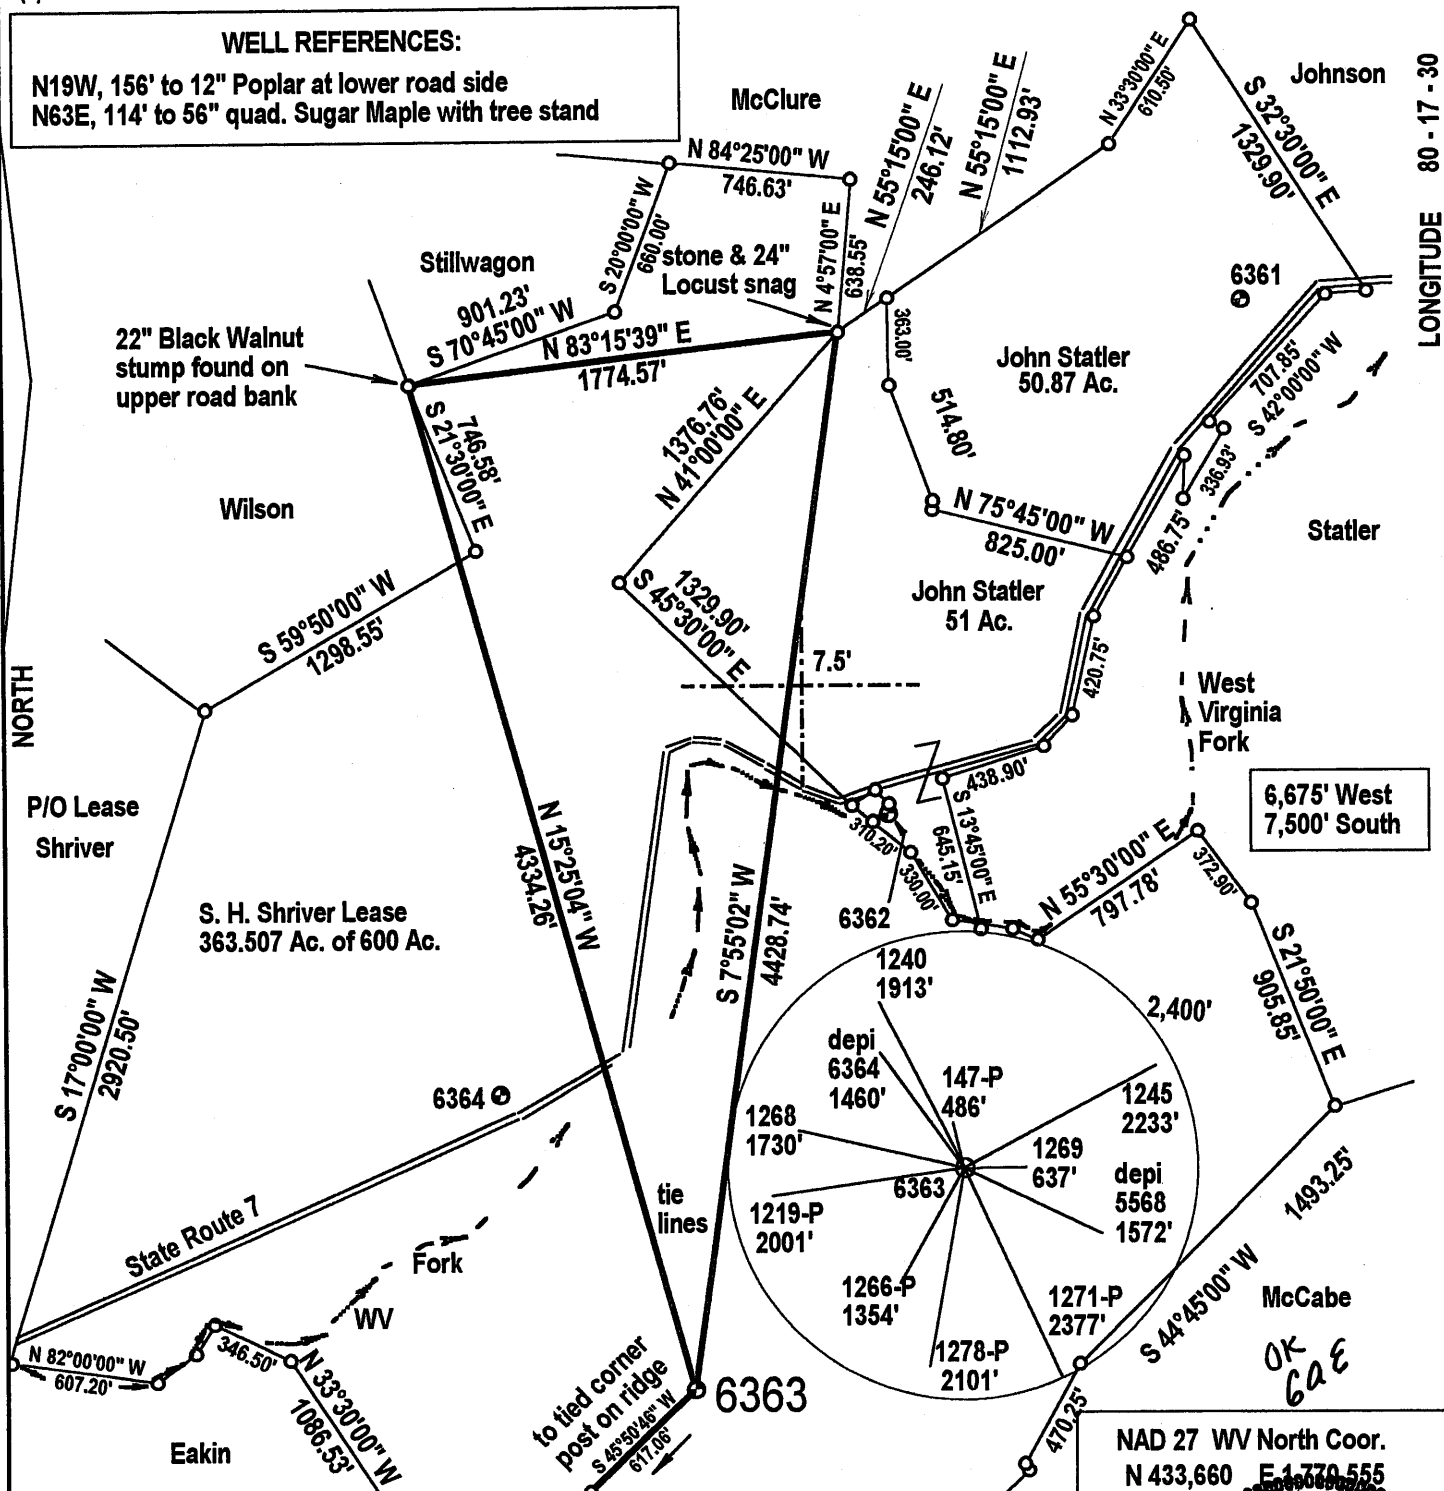 WELL REFERENCES:
N19W, 156' to 12" Poplar at lower road side
N63E, 114' to 56" quad. Sugar Maple with tree stand
McClure
Johnson
LONGITUDE 80 - 17 - 30
N 33°30'00" E
610.50'
S 32°30'00" E
1329.90'
N 55°15'00" E
246.12'
N 55°15'00" E
1112.93'
N 84°25'00" W
746.63'
S 20°00'00" W
660.00'
N 4°57'00" E
638.55'
Stillwagon
stone & 24"
Locust snag
901.23'
S 70°45'00" W
N 83°15'39" E
1774.57'
22" Black Walnut
stump found on
upper road bank
6361
363.00'
John Statler
50.87 Ac.
707.85'
S 42°00'00" W
514.80'
336.93'
1376.76'
N 41°00'00" E
746.58'
S 21°30'00" E
Wilson
N 75°45'00" W
825.00'
486.75'
Statler
S 59°50'00" W
1298.55'
1329.90'
S 45°30'00" E
John Statler
51 Ac.
7.5'
420.75'
West
Virginia
Fork
NORTH
438.90'
6,675' West
7,500' South
P/O Lease
Shriver
N 15°25'04" W
4334.26'
310.20'
330.00'
S 13°45'00" E
645.15'
N 55°30'00" E
797.78'
372.90'
6362
S. H. Shriver Lease
363.507 Ac. of 600 Ac.
S 7°55'02" W
4428.74'
S 21°50'00" E
905.85'
1240
1913'
2,400'
S 17°00'00" W
2920.50'
depi
6364
1460'
147-P
486'
1245
2233'
6364
1268
1730'
1269
637'
6363
depi
5568
1572'
1219-P
2001'
tie
lines
State Route 7
Fork
WV
1266-P
1354'
1271-P
2377'
1278-P
2101'
1493.25'
S 44°45'00" W
McCabe
OK
N 82°00'00" W
607.20'
346.50'
N 33°30'00" W
1086.53'
Eakin
to tied corner
post on ridge
S 45°50'46" W
617.06'
6363
470.25'
NAD 27 WV North Coor.
N 433,660 E 1,770,555